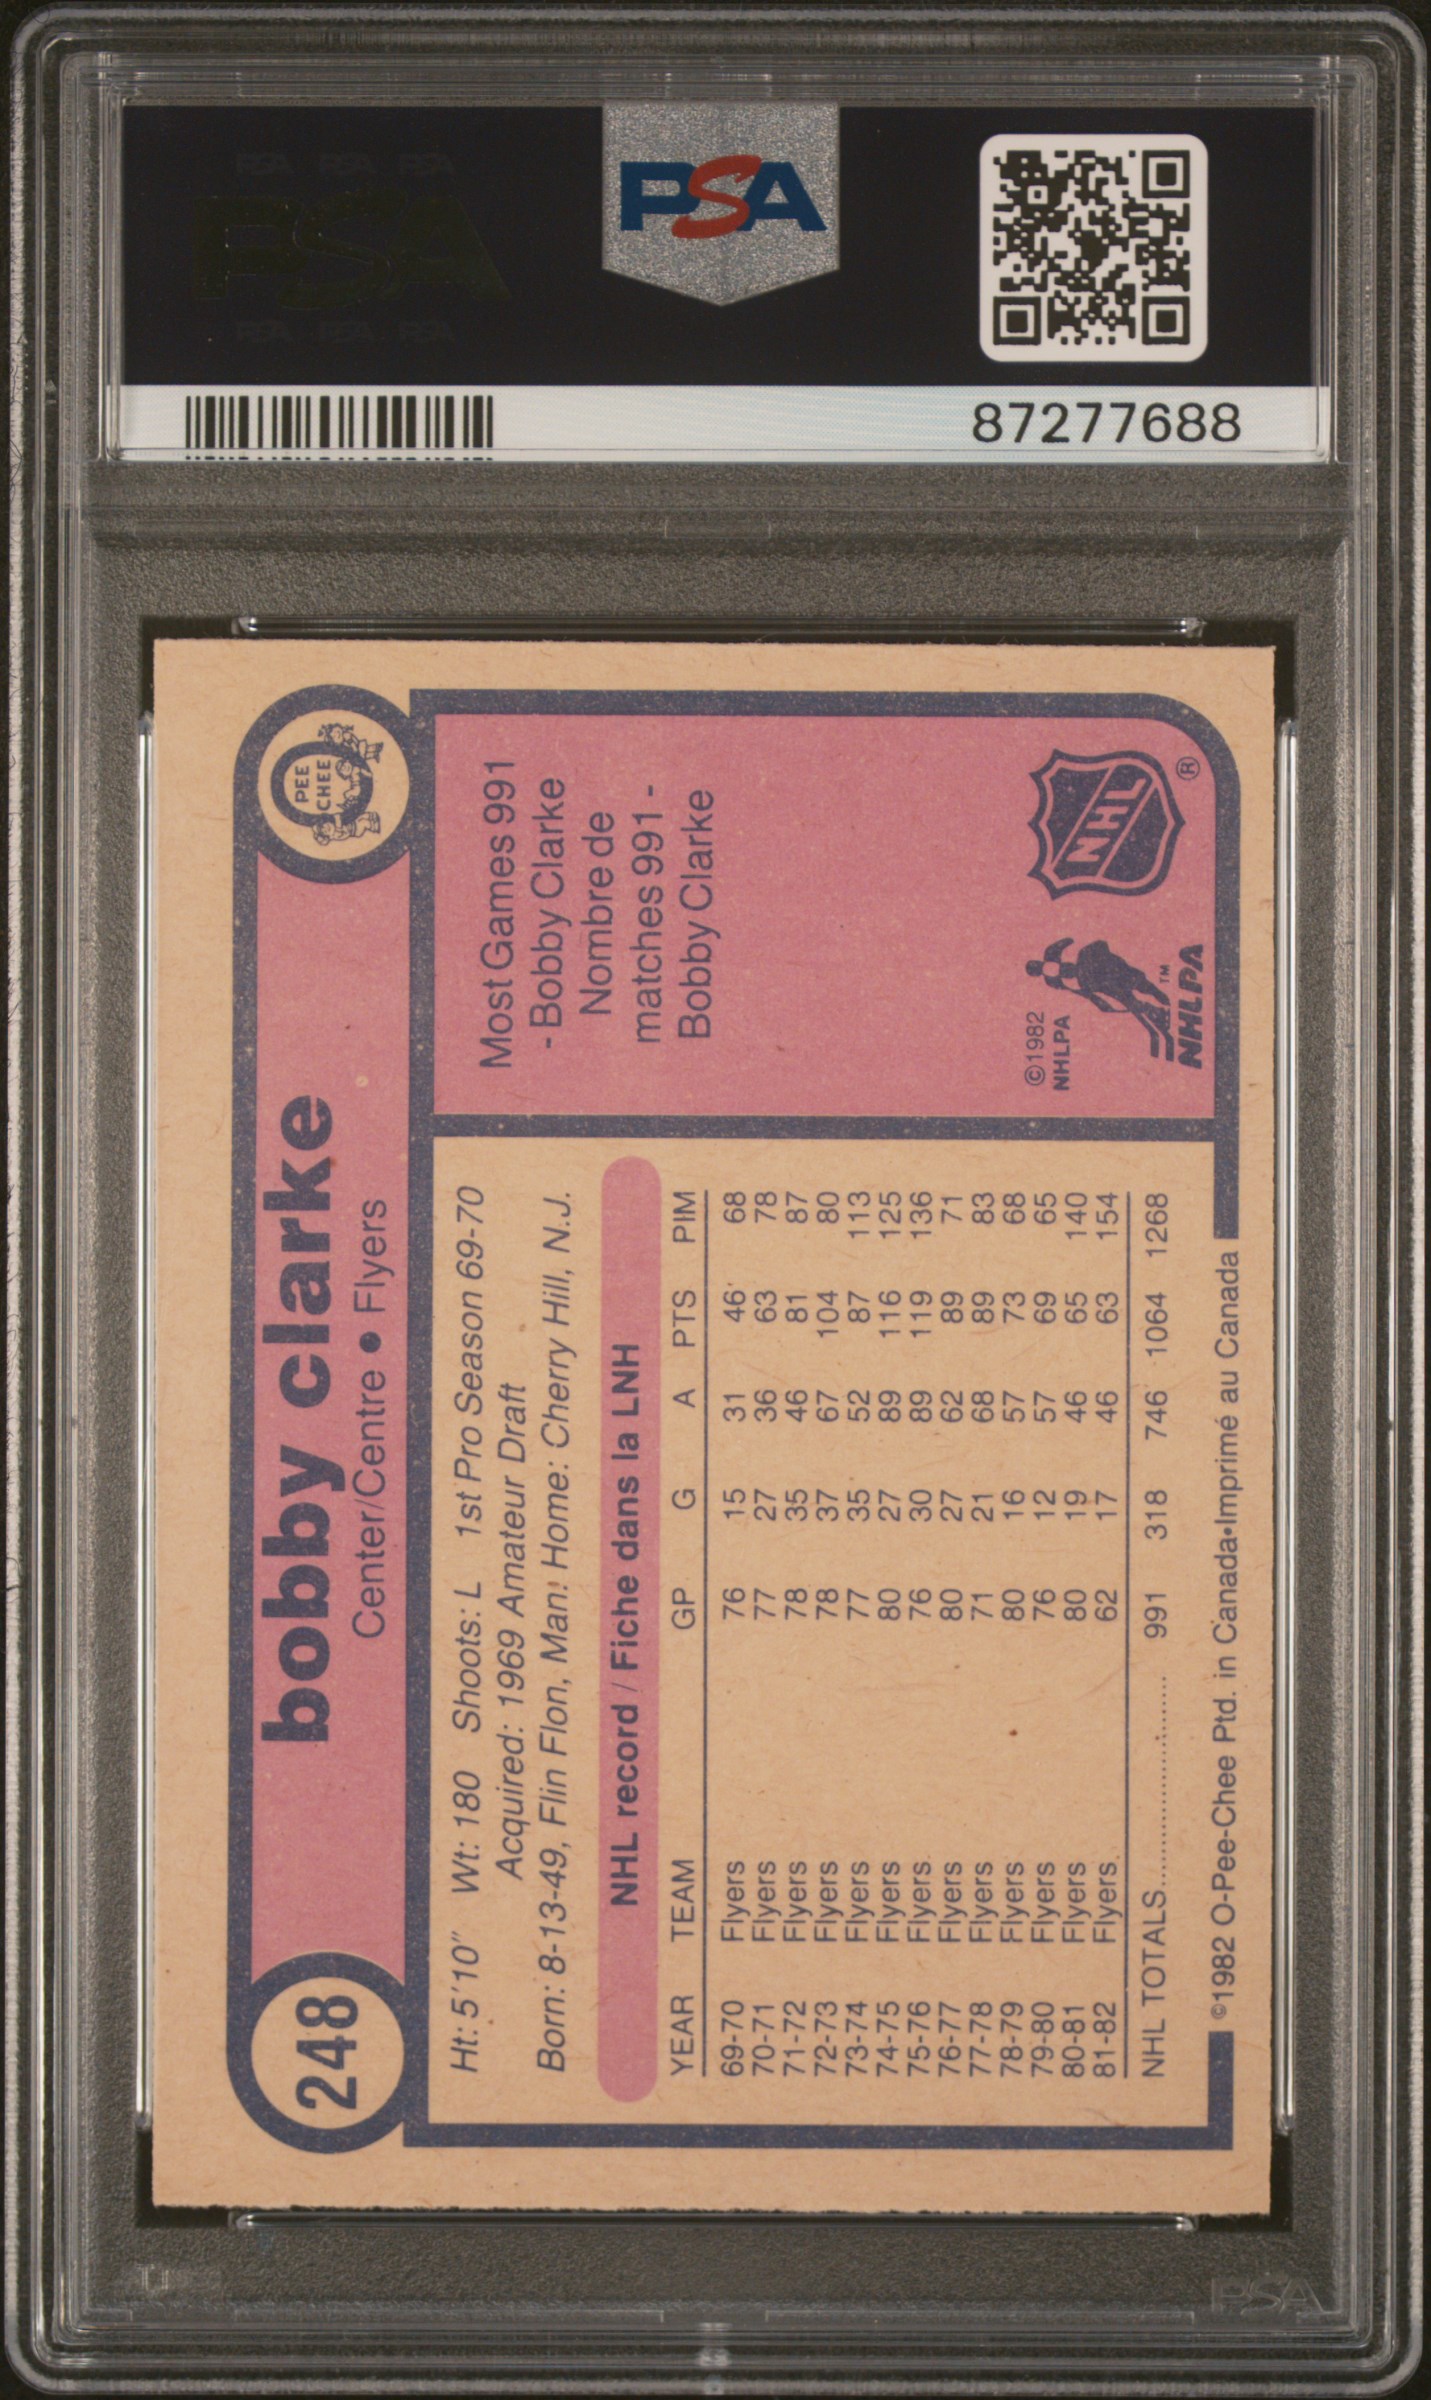 PSA PSA PSA
PSA
PSA PSA PSA
PSA
87277688
248
bobby clarke
Center/Centre • Flyers
PEE
CHEE
Ht: 5'10" Wt: 180 Shoots: L 1st Pro Season 69-70
Acquired: 1969 Amateur Draft
Born: 8-13-49, Flin Flon, Man. Home: Cherry Hill, N.J.
NHL record / Fiche dans la LNH
YEAR TEAM GP G A PTS PIM
69-70 Flyers 76 15 31 46 68
70-71 Flyers 77 27 36 63 78
71-72 Flyers 78 35 46 81 87
72-73 Flyers 78 37 67 104 80
73-74 Flyers 77 35 52 87 113
74-75 Flyers 80 27 89 116 125
75-76 Flyers 76 30 89 119 136
76-77 Flyers 80 27 62 89 71
77-78 Flyers 71 21 68 89 83
78-79 Flyers 80 16 57 73 68
79-80 Flyers 76 12 57 69 65
80-81 Flyers 80 19 46 65 140
81-82 Flyers 62 17 46 63 154
NHL TOTALS.................... 991 318 746 1064 1268
Most Games 991
- Bobby Clarke
Nombre de
matches 991 -
Bobby Clarke
©1982
NHLPA
NHLPA™
NHL®
©1982 O-Pee-Chee Ptd. in Canada•Imprimé au Canada
PSA